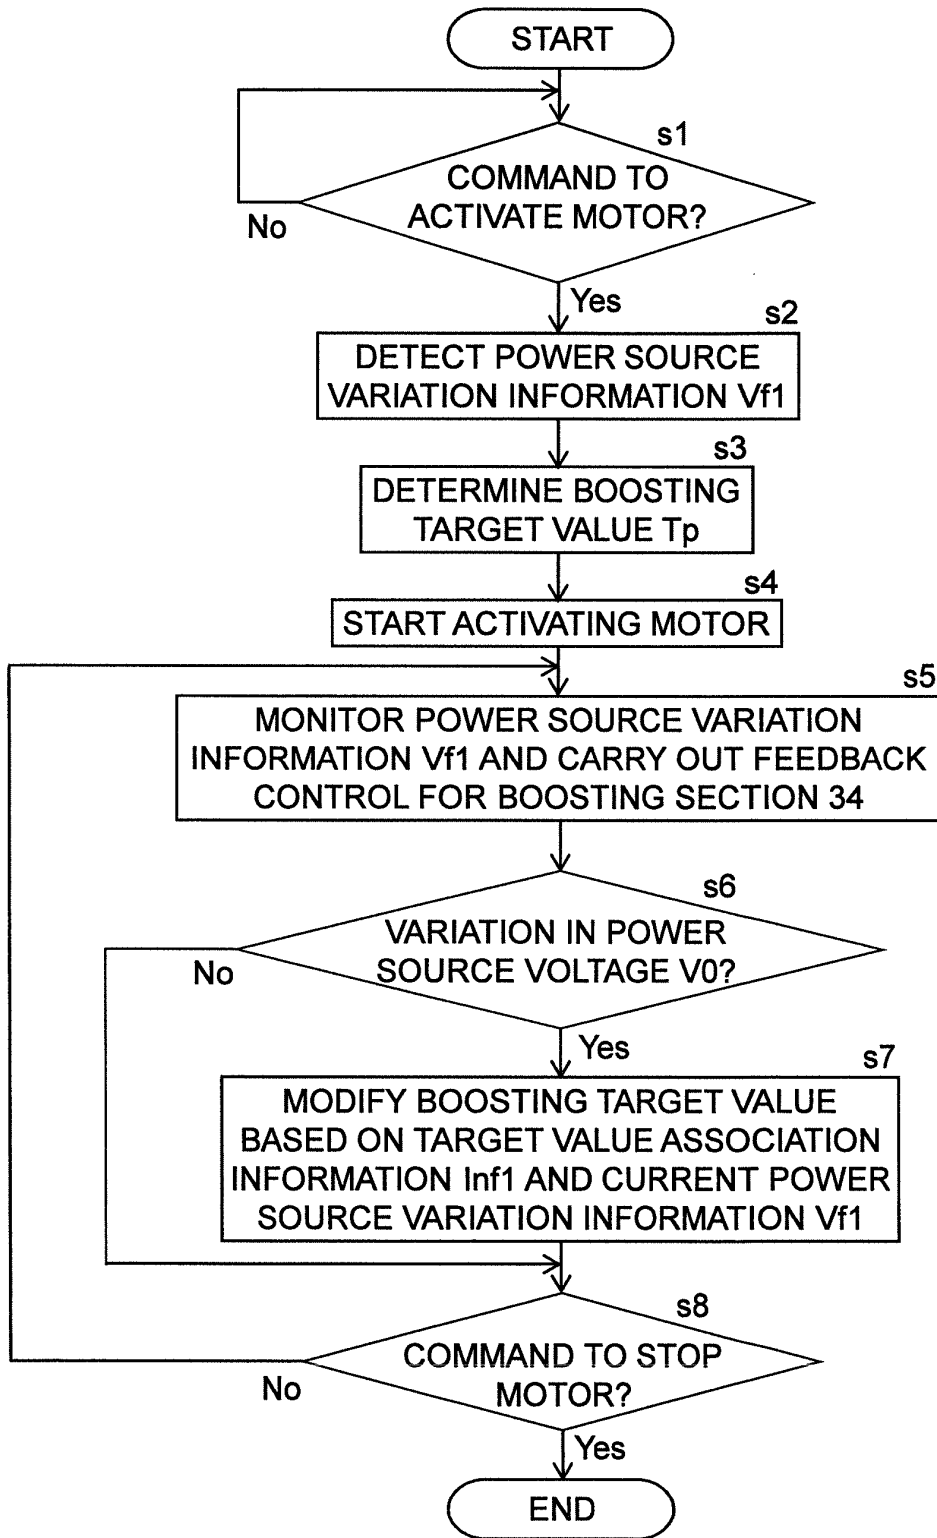 START
s1
COMMAND TO
ACTIVATE MOTOR?
No
Yes
s2
DETECT POWER SOURCE
VARIATION INFORMATION Vf1
s3
DETERMINE BOOSTING
TARGET VALUE Tp
s4
START ACTIVATING MOTOR
s5
MONITOR POWER SOURCE VARIATION
INFORMATION Vf1 AND CARRY OUT FEEDBACK
CONTROL FOR BOOSTING SECTION 34
s6
VARIATION IN POWER
SOURCE VOLTAGE V0?
No
Yes
s7
MODIFY BOOSTING TARGET VALUE
BASED ON TARGET VALUE ASSOCIATION
INFORMATION Inf1 AND CURRENT POWER
SOURCE VARIATION INFORMATION Vf1
s8
COMMAND TO STOP
MOTOR?
No
Yes
END